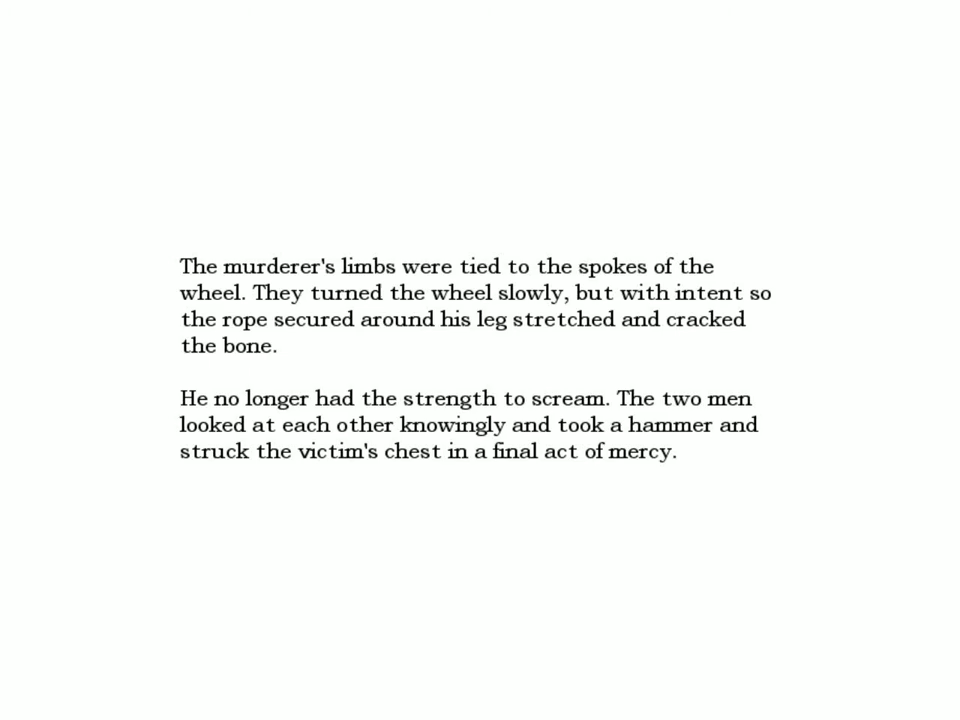 The murderer's limbs were tied to the spokes of the
wheel. They turned the wheel slowly, but with intent so
the rope secured around his leg stretched and cracked
the bone.
He no longer had the strength to scream. The two men
looked at each other knowingly and took a hammer and
struck the victim's chest in a final act of mercy.